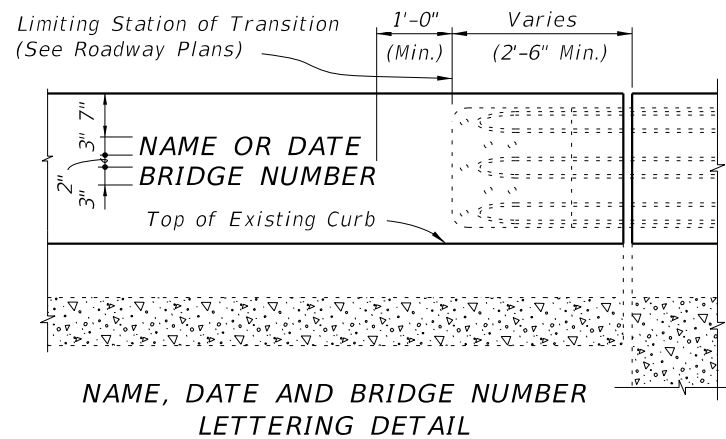 Limiting Station of Transition
(See Roadway Plans)
1'-0"
(Min.)
Varies
(2'-6" Min.)
7"
3"
2"
3"
NAME OR DATE
BRIDGE NUMBER
Top of Existing Curb
NAME, DATE AND BRIDGE NUMBER
LETTERING DETAIL